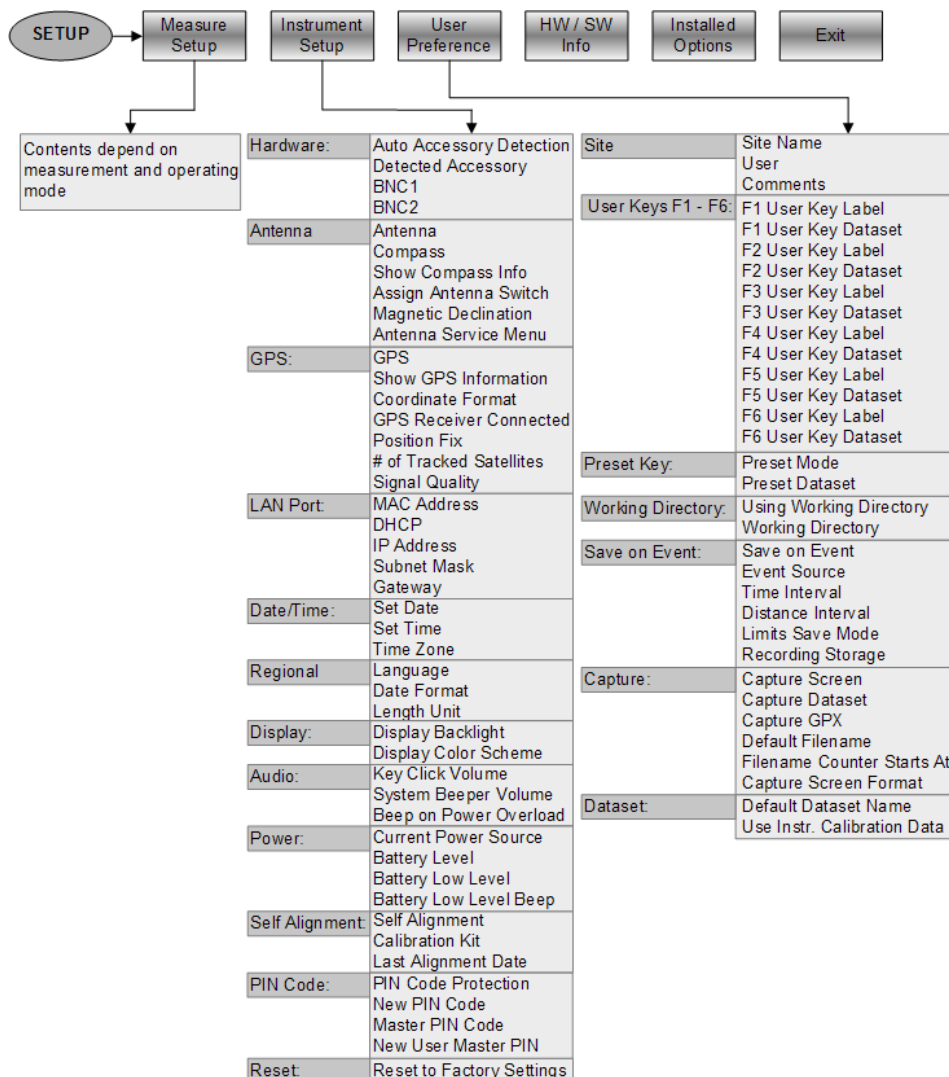 SETUP
Measure
Setup
Instrument
Setup
User
Preference
HW / SW
Info
Installed
Options
Exit
Contents depend on
measurement and operating
mode
Hardware:
Auto Accessory Detection
Detected Accessory
BNC1
BNC2
Antenna
Antenna
Compass
Show Compass Info
Assign Antenna Switch
Magnetic Declination
Antenna Service Menu
GPS:
GPS
Show GPS Information
Coordinate Format
GPS Receiver Connected
Position Fix
# of Tracked Satellites
Signal Quality
LAN Port:
MAC Address
DHCP
IP Address
Subnet Mask
Gateway
Date/Time:
Set Date
Set Time
Time Zone
Regional
Language
Date Format
Length Unit
Display:
Display Backlight
Display Color Scheme
Audio:
Key Click Volume
System Beeper Volume
Beep on Power Overload
Power:
Current Power Source
Battery Level
Battery Low Level
Battery Low Level Beep
Self Alignment:
Self Alignment
Calibration Kit
Last Alignment Date
PIN Code:
PIN Code Protection
New PIN Code
Master PIN Code
New User Master PIN
Reset:
Reset to Factory Settings
Site
Site Name
User
Comments
User Keys F1 - F6:
F1 User Key Label
F1 User Key Dataset
F2 User Key Label
F2 User Key Dataset
F3 User Key Label
F3 User Key Dataset
F4 User Key Label
F4 User Key Dataset
F5 User Key Label
F5 User Key Dataset
F6 User Key Label
F6 User Key Dataset
Preset Key:
Preset Mode
Preset Dataset
Working Directory:
Using Working Directory
Working Directory
Save on Event:
Save on Event
Event Source
Time Interval
Distance Interval
Limits Save Mode
Recording Storage
Capture:
Capture Screen
Capture Dataset
Capture GPX
Default Filename
Filename Counter Starts At
Capture Screen Format
Dataset:
Default Dataset Name
Use Instr. Calibration Data